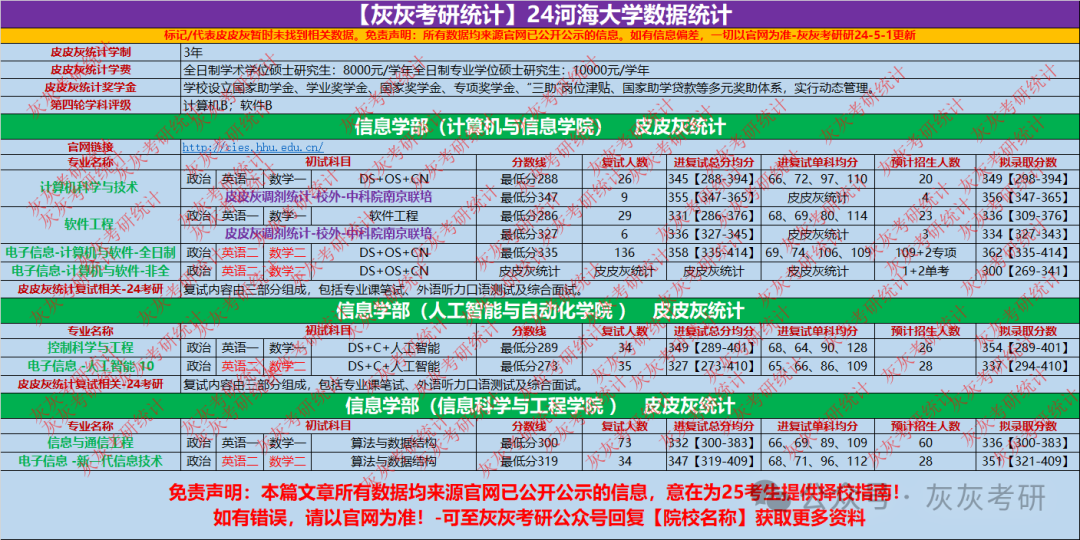 【灰灰考研统计】24河海大学数据统计
标记/代表皮皮灰暂时未找到相关数据。免责声明：所有数据均来源官网已公开公示的信息。如有信息偏差，一切以官网为准-灰灰考研研24-5-1更新
皮皮灰统计学制 3年
皮皮灰统计学费 全日制学术学位硕士研究生：8000元/学年全日制专业学位硕士研究生：10000元/学年
皮皮灰统计奖学金 学校设立国家助学金、学业奖学金、国家奖学金、专项奖学金、“三助”岗位津贴、国家助学贷款等多元奖助体系，实行动态管理。
第四轮学科评级 计算机B；软件B
信息学部（计算机与信息学院） 皮皮灰统计
官网链接 http://cies.hhu.edu.cn/
专业名称 初试科目 分数线 复试人数 进复试总分均分 进复试单科均分 预计招生人数 拟录取分数
计算机科学与技术 政治 英语一 数学一 DS+OS+CN 最低分288 26 345【288-394】 66、72、97、110 20 349【298-394】
皮皮灰调剂统计-校外-中科院南京联培 最低分347 9 355【347-365】 皮皮灰统计 4 356【347-365】
软件工程 政治 英语一 数学一 软件工程 最低分286 29 331【286-376】 68、69、80、114 23 336【309-376】
皮皮灰调剂统计-校外-中科院南京联培 最低分327 6 336【327-345】 皮皮灰统计 3 334【327-343】
电子信息-计算机与软件-全日制 政治 英语二 数学二 DS+OS+CN 最低分335 136 358【335-414】 69、74、106、109 109+2专项 362【335-414】
电子信息-计算机与软件-非全 政治 英语二 数学二 DS+OS+CN 皮皮灰统计 皮皮灰统计 皮皮灰统计 皮皮灰统计 1+2单考 300【269-341】
皮皮灰统计复试相关-24考研 复试内容由三部分组成，包括专业课笔试、外语听力口语测试及综合面试。
信息学部（人工智能与自动化学院 ） 皮皮灰统计
专业名称 初试科目 分数线 复试人数 进复试总分均分 进复试单科均分 预计招生人数 拟录取分数
控制科学与工程 政治 英语一 数学一 DS+C+人工智能 最低分289 34 349【289-401】 68、64、90、128 26 354【289-401】
电子信息 -人工智能 10 政治 英语二 数学二 DS+C+人工智能 最低分273 35 327【273-410】 65、66、86、109 28 337【294-410】
皮皮灰统计复试相关-24考研 复试内容由三部分组成，包括专业课笔试、外语听力口语测试及综合面试。
信息学部（信息科学与工程学院 ） 皮皮灰统计
专业名称 初试科目 分数线 复试人数 进复试总分均分 进复试单科均分 预计招生人数 拟录取分数
信息与通信工程 政治 英语一 数学一 算法与数据结构 最低分300 73 332【300-383】 66、69、89、109 60 336【300-383】
电子信息 -新一代信息技术 政治 英语二 数学二 算法与数据结构 最低分319 34 347【319-409】 68、71、96、112 28 351【321-409】
免责声明：本篇文章所有数据均来源官网已公开公示的信息，意在为25考生提供择校指南！
如有错误，请以官网为准！-可至灰灰考研公众号回复【院校名称】获取更多资料
公众号 · 灰灰考研